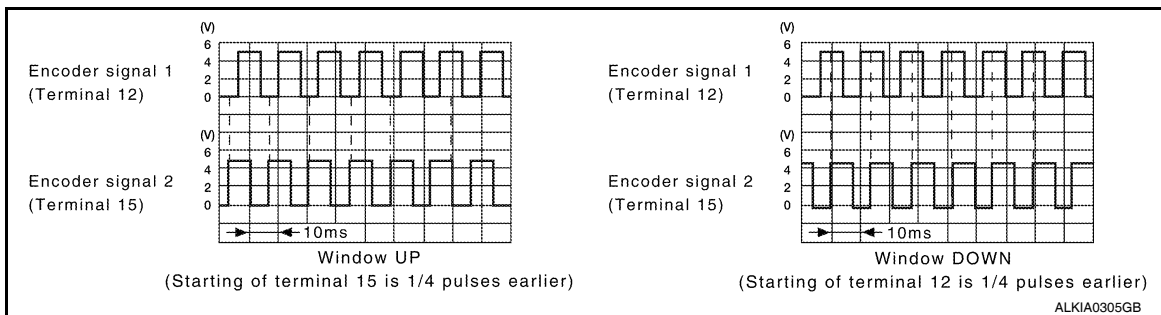 (V)
6
4
2
0
Encoder signal 1
(Terminal 12)
(V)
6
4
2
0
Encoder signal 2
(Terminal 15)
10ms
Window UP
(Starting of terminal 15 is 1/4 pulses earlier)
(V)
6
4
2
0
Encoder signal 1
(Terminal 12)
(V)
6
4
2
0
Encoder signal 2
(Terminal 15)
10ms
Window DOWN
(Starting of terminal 12 is 1/4 pulses earlier)
ALKIA0305GB